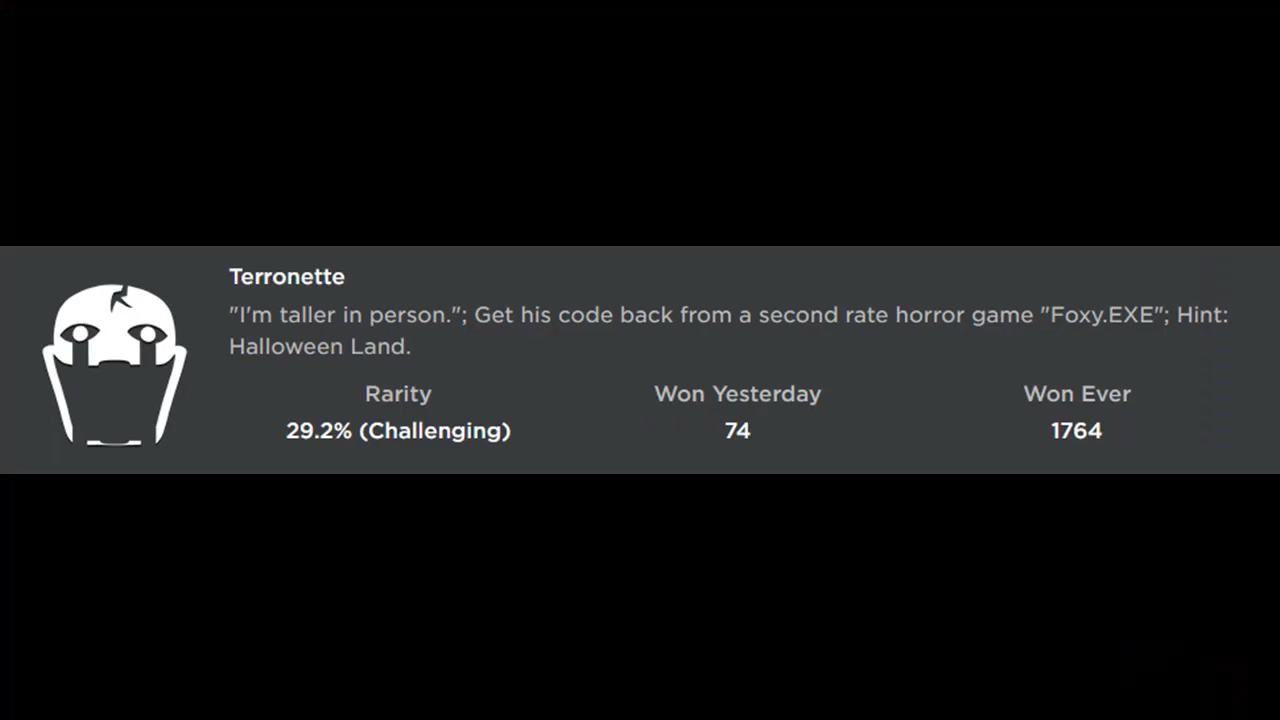 Terronette
"I'm taller in person."; Get his code back from a second rate horror game "Foxy.EXE"; Hint:
Halloween Land.
Rarity Won Yesterday Won Ever
29.2% (Challenging) 74 1764